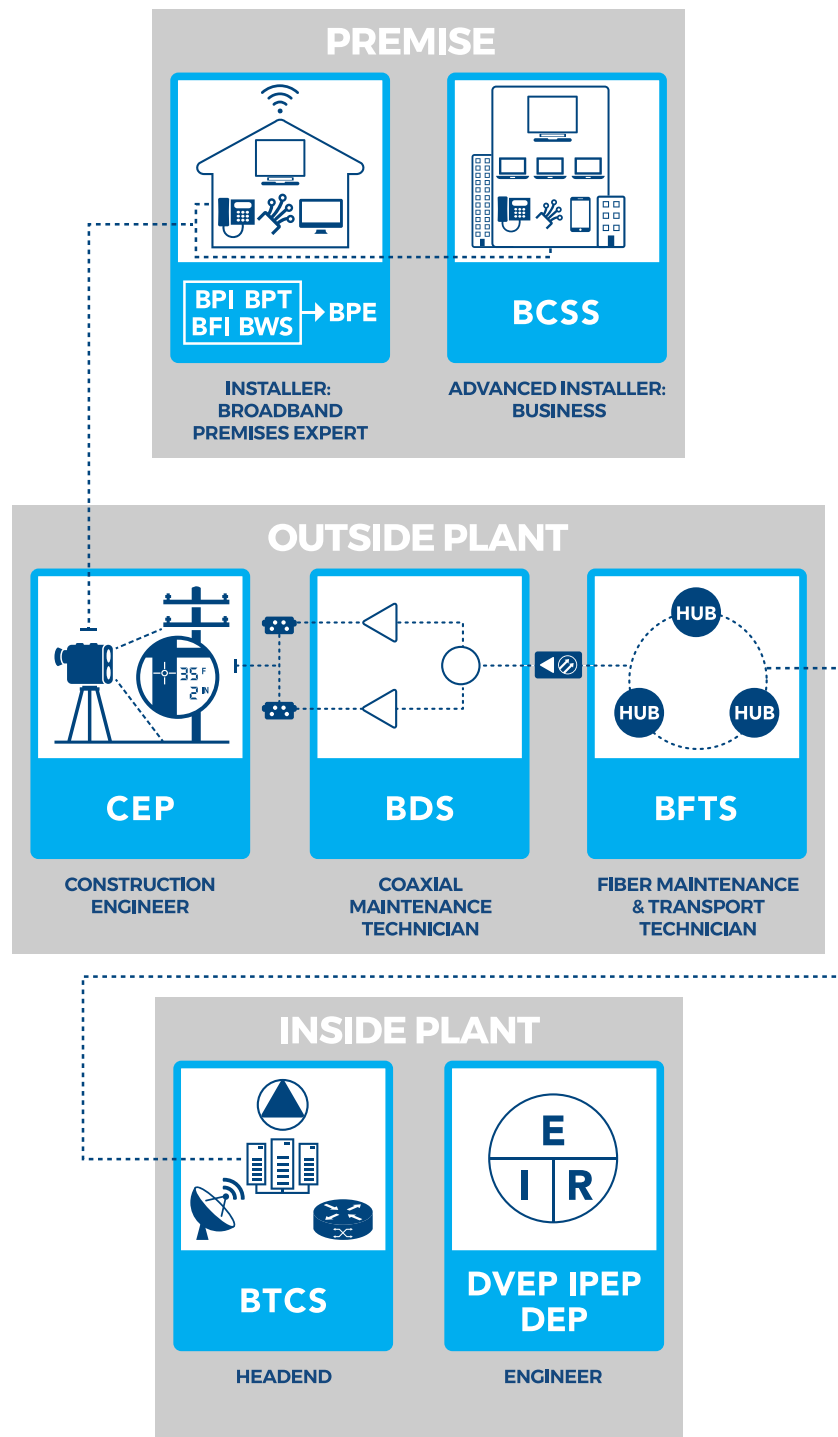 PREMISE
BPI BPT
BFI BWS
BPE
INSTALLER:
BROADBAND
PREMISES EXPERT
BCSS
ADVANCED INSTALLER:
BUSINESS
OUTSIDE PLANT
35 F
2 IN
CEP
CONSTRUCTION
ENGINEER
BDS
COAXIAL
MAINTENANCE
TECHNICIAN
HUB
HUB
HUB
BFTS
FIBER MAINTENANCE
& TRANSPORT
TECHNICIAN
INSIDE PLANT
BTCS
HEADEND
E
I R
DVEP IPEP
DEP
ENGINEER